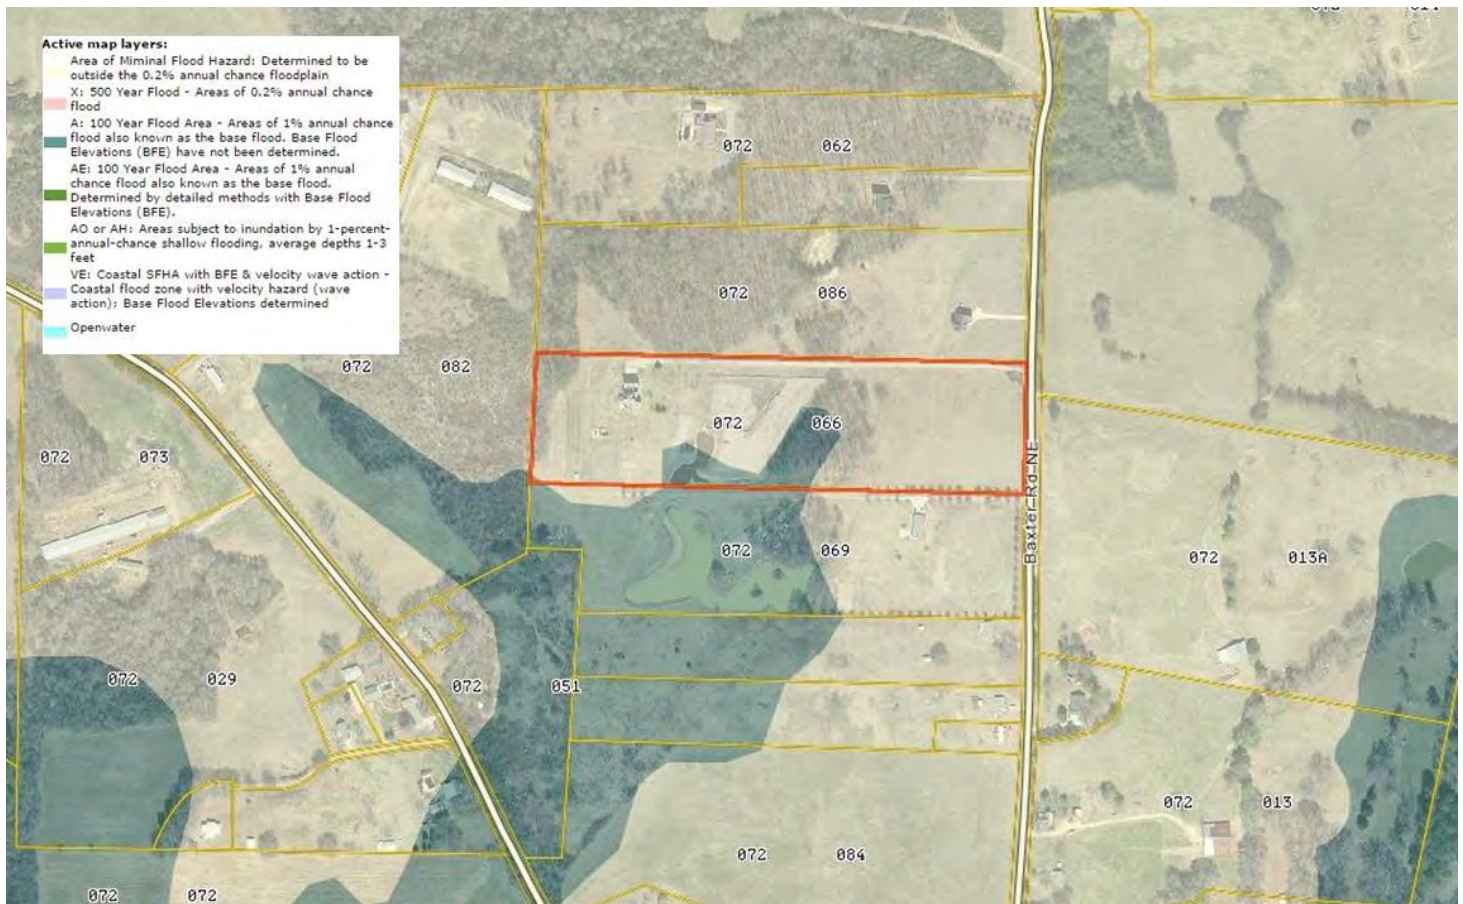 Active map layers:
Area of Miminal Flood Hazard: Determined to be
outside the 0.2% annual chance floodplain
X: 500 Year Flood - Areas of 0.2% annual chance
flood
A: 100 Year Flood Area - Areas of 1% annual chance
flood also known as the base flood. Base Flood
Elevations (BFE) have not been determined.
AE: 100 Year Flood Area - Areas of 1% annual
chance flood also known as the base flood.
Determined by detailed methods with Base Flood
Elevations (BFE).
AO or AH: Areas subject to inundation by 1-percent-
annual-chance shallow flooding, average depths 1-3
feet
VE: Coastal SFHA with BFE & velocity wave action -
Coastal flood zone with velocity hazard (wave
action); Base Flood Elevations determined
Openwater
072 062
072 086
072 082
072 066
072 073
Baxter Rd NE
072 069
072 013A
072 029
072 051
072 013
072 084
072
072